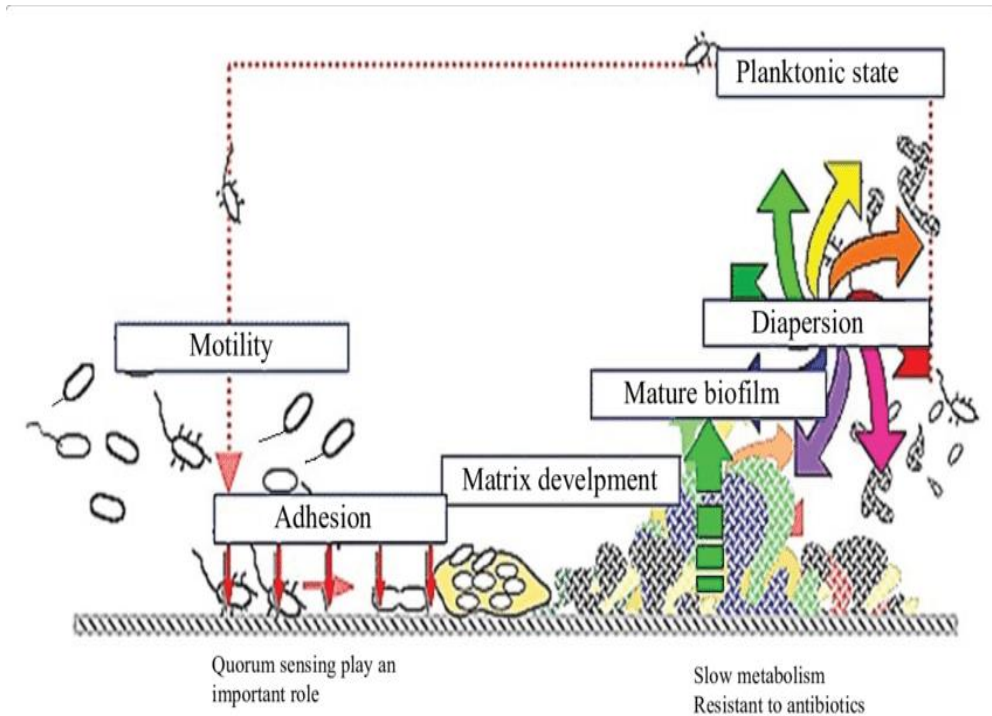 Planktonic state
Motility
Diapersion
Mature biofilm
Matrix develpment
Adhesion
Quorum sensing play an
important role
Slow metabolism
Resistant to antibiotics